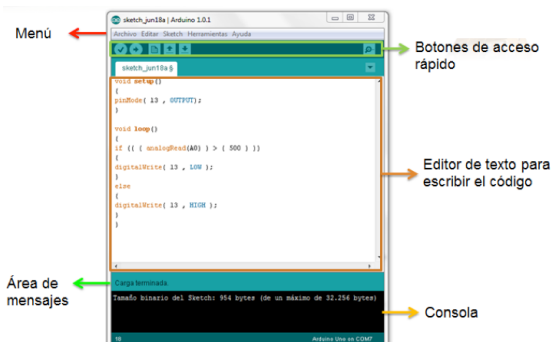 sketch_jun18a | Arduino 1.0.1
Menú
Archivo Editar Sketch Herramientas Ayuda
Botones de acceso
rápido
sketch_jun18a §
void setup()
{
pinMode( 13 , OUTPUT);
}
void loop()
{
if (( ( analogRead(A0) ) > ( 500 ) ))
{
digitalWrite( 13 , LOW );
}
else
{
digitalWrite( 13 , HIGH );
}
}
Editor de texto para
escribir el código
Área de
mensajes
Carga terminada.
Tamaño binario del Sketch: 954 bytes (de un máximo de 32.256 bytes)
Consola
18
Arduino Uno en COM7